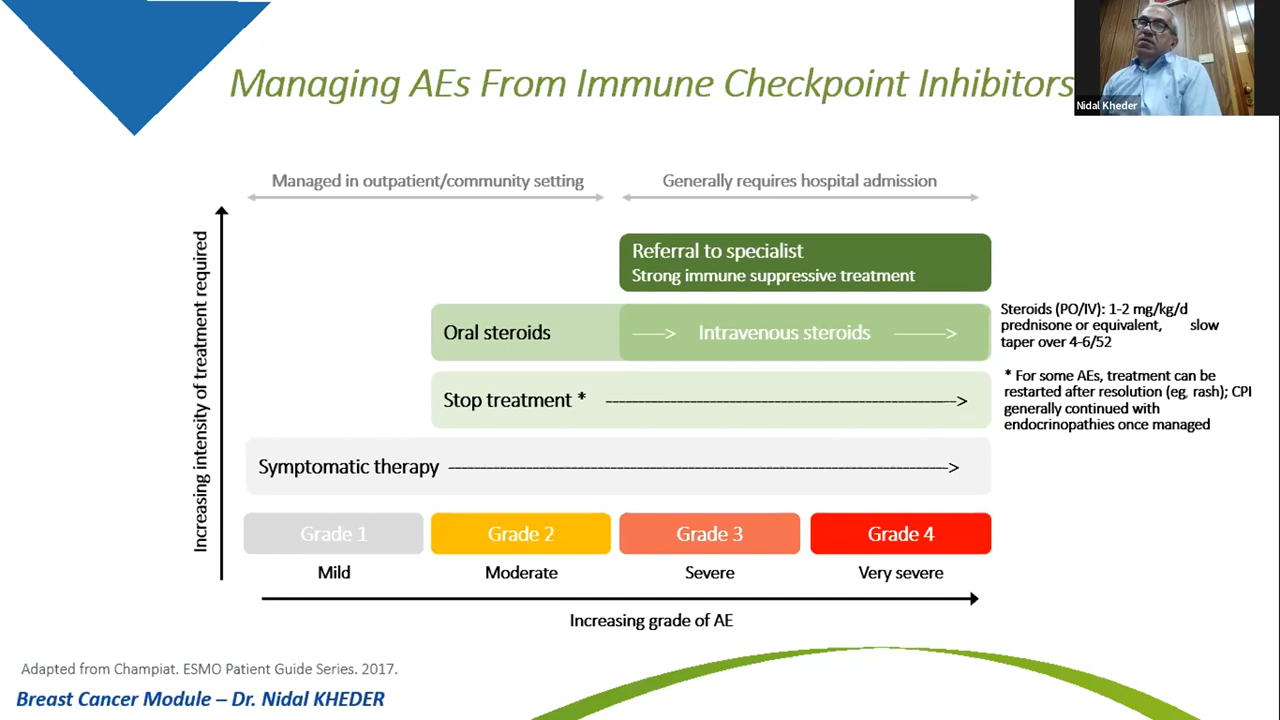 Managing AEs From Immune Checkpoint Inhibitors
Nidal Kheder
Managed in outpatient/community setting
Generally requires hospital admission
Increasing intensity of treatment required
Referral to specialist
Strong immune suppressive treatment
Oral steroids
Intravenous steroids
Steroids (PO/IV): 1-2 mg/kg/d
prednisone or equivalent, slow
taper over 4-6/52
Stop treatment *
* For some AEs, treatment can be
restarted after resolution (eg, rash); CPI
generally continued with
endocrinopathies once managed
Symptomatic therapy
Grade 1
Grade 2
Grade 3
Grade 4
Mild
Moderate
Severe
Very severe
Increasing grade of AE
Adapted from Champiat. ESMO Patient Guide Series. 2017.
Breast Cancer Module – Dr. Nidal KHEDER